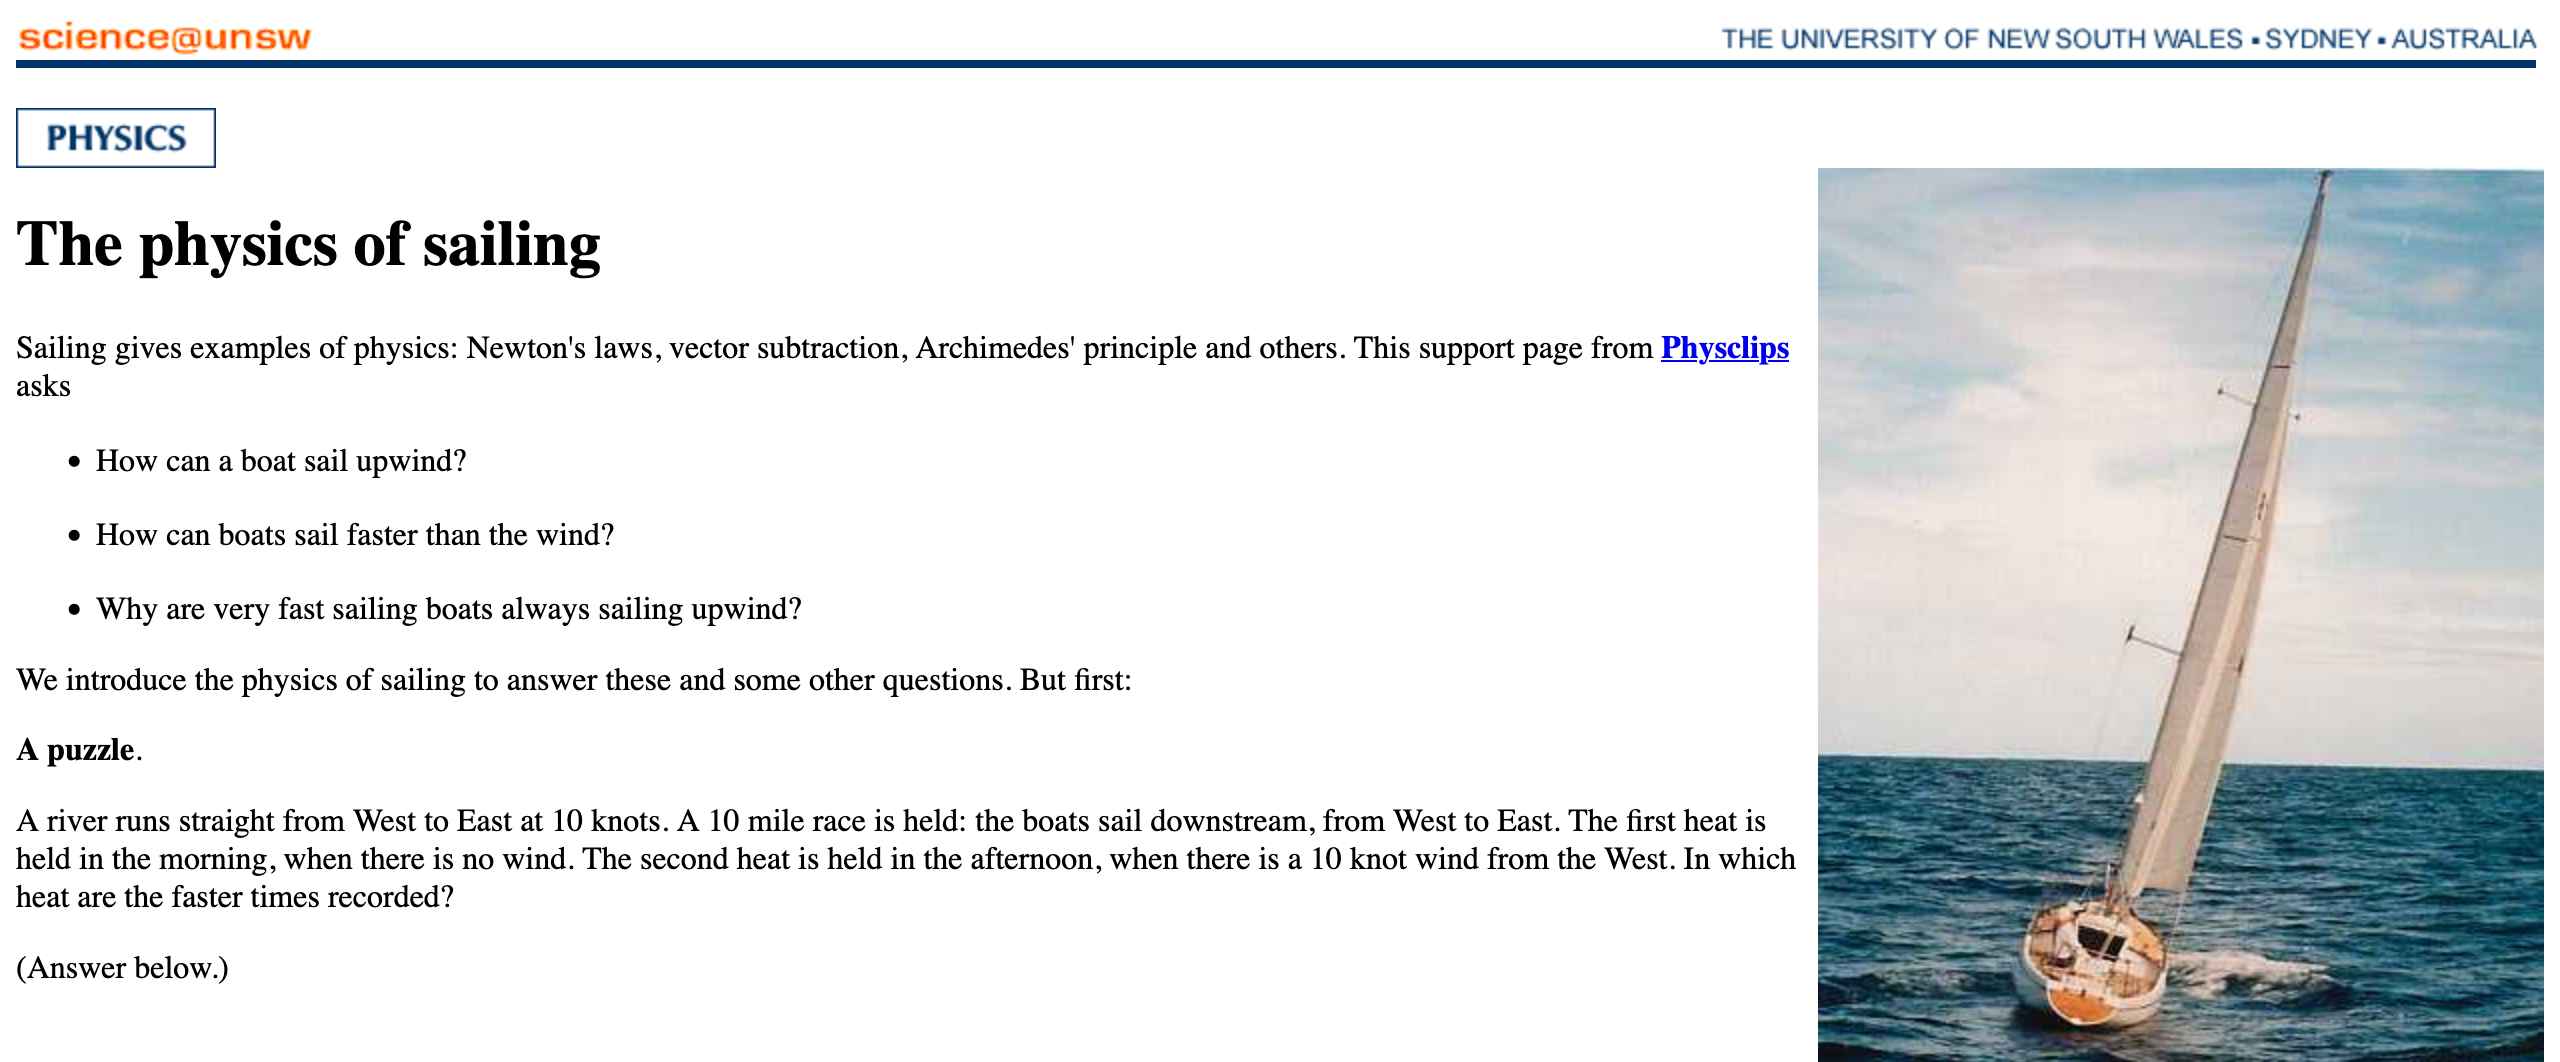 science@unsw
THE UNIVERSITY OF NEW SOUTH WALES ▪ SYDNEY ▪ AUSTRALIA
PHYSICS
The physics of sailing
Sailing gives examples of physics: Newton's laws, vector subtraction, Archimedes' principle and others. This support page from Physclips
asks
• How can a boat sail upwind?
• How can boats sail faster than the wind?
• Why are very fast sailing boats always sailing upwind?
We introduce the physics of sailing to answer these and some other questions. But first:
A puzzle.
A river runs straight from West to East at 10 knots. A 10 mile race is held: the boats sail downstream, from West to East. The first heat is
held in the morning, when there is no wind. The second heat is held in the afternoon, when there is a 10 knot wind from the West. In which
heat are the faster times recorded?
(Answer below.)